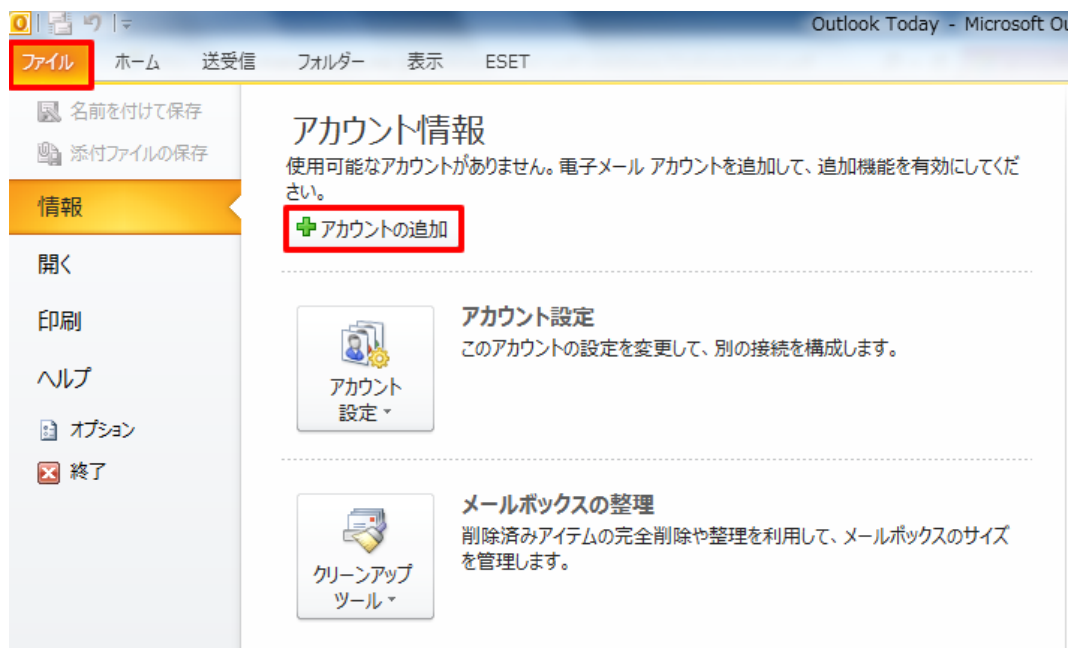 Outlook Today - Microsoft Ou
ファイル ホーム 送受信 フォルダー 表示 ESET
名前を付けて保存
添付ファイルの保存
情報
開く
印刷
ヘルプ
オプション
終了
アカウント情報
使用可能なアカウントがありません。電子メール アカウントを追加して、追加機能を有効にしてくだ
さい。
アカウントの追加
アカウント
設定
アカウント設定
このアカウントの設定を変更して、別の接続を構成します。
クリーンアップ
ツール
メールボックスの整理
削除済みアイテムの完全削除や整理を利用して、メールボックスのサイズ
を管理します。